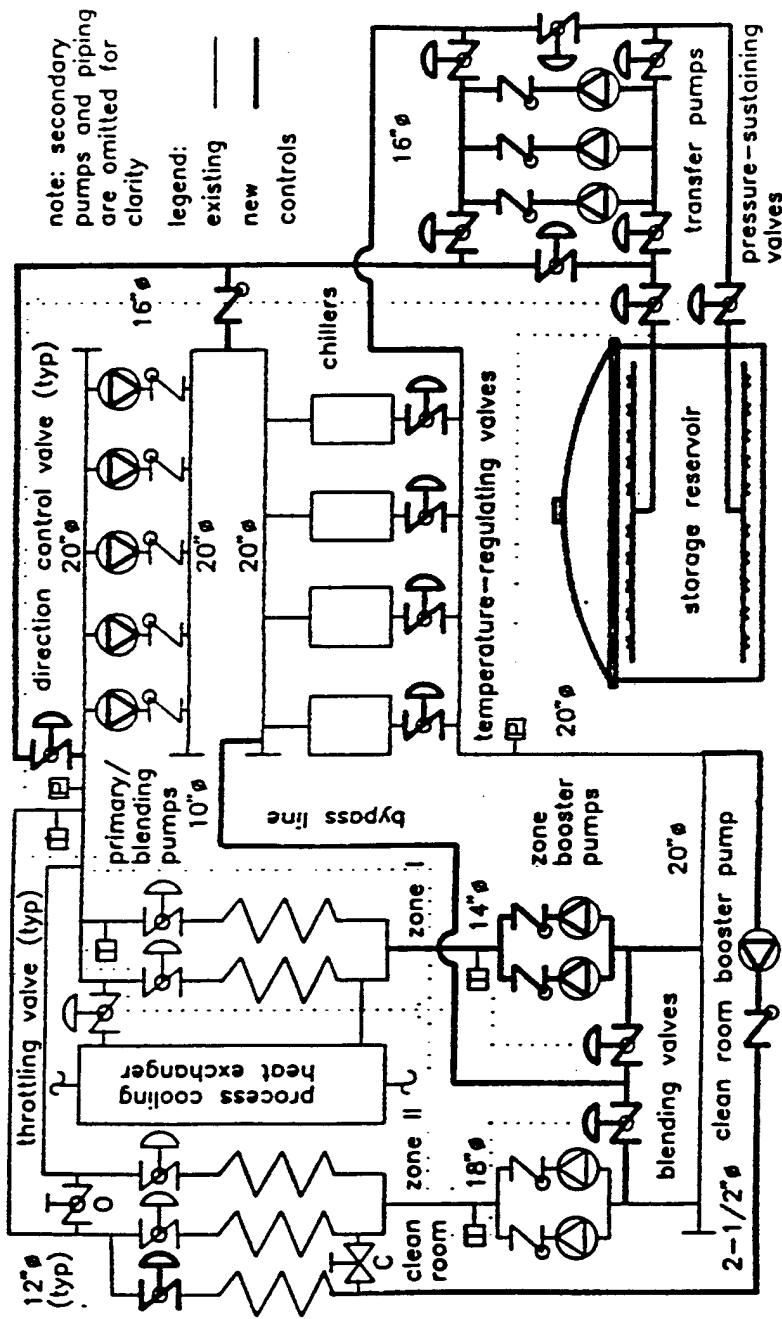 note: secondary
pumps and piping
are omitted for
clarity
legend:
existing
new
controls
16"ø
transfer pumps
pressure-sustaining
valves
16"ø
chillers
direction control valve (typ)
20"ø
20"ø
20"ø
temperature-regulating valves
storage reservoir
P
primary/
blending
pumps
10"ø
bypass line
P
20"ø
throttling valve (typ)
zone I
14"ø
zone
booster
pumps
20"ø
process cooling
heat exchanger
zone II
18"ø
blending valves
clean room booster pump
12"ø
(typ)
O
C
clean
room
2-1/2"ø